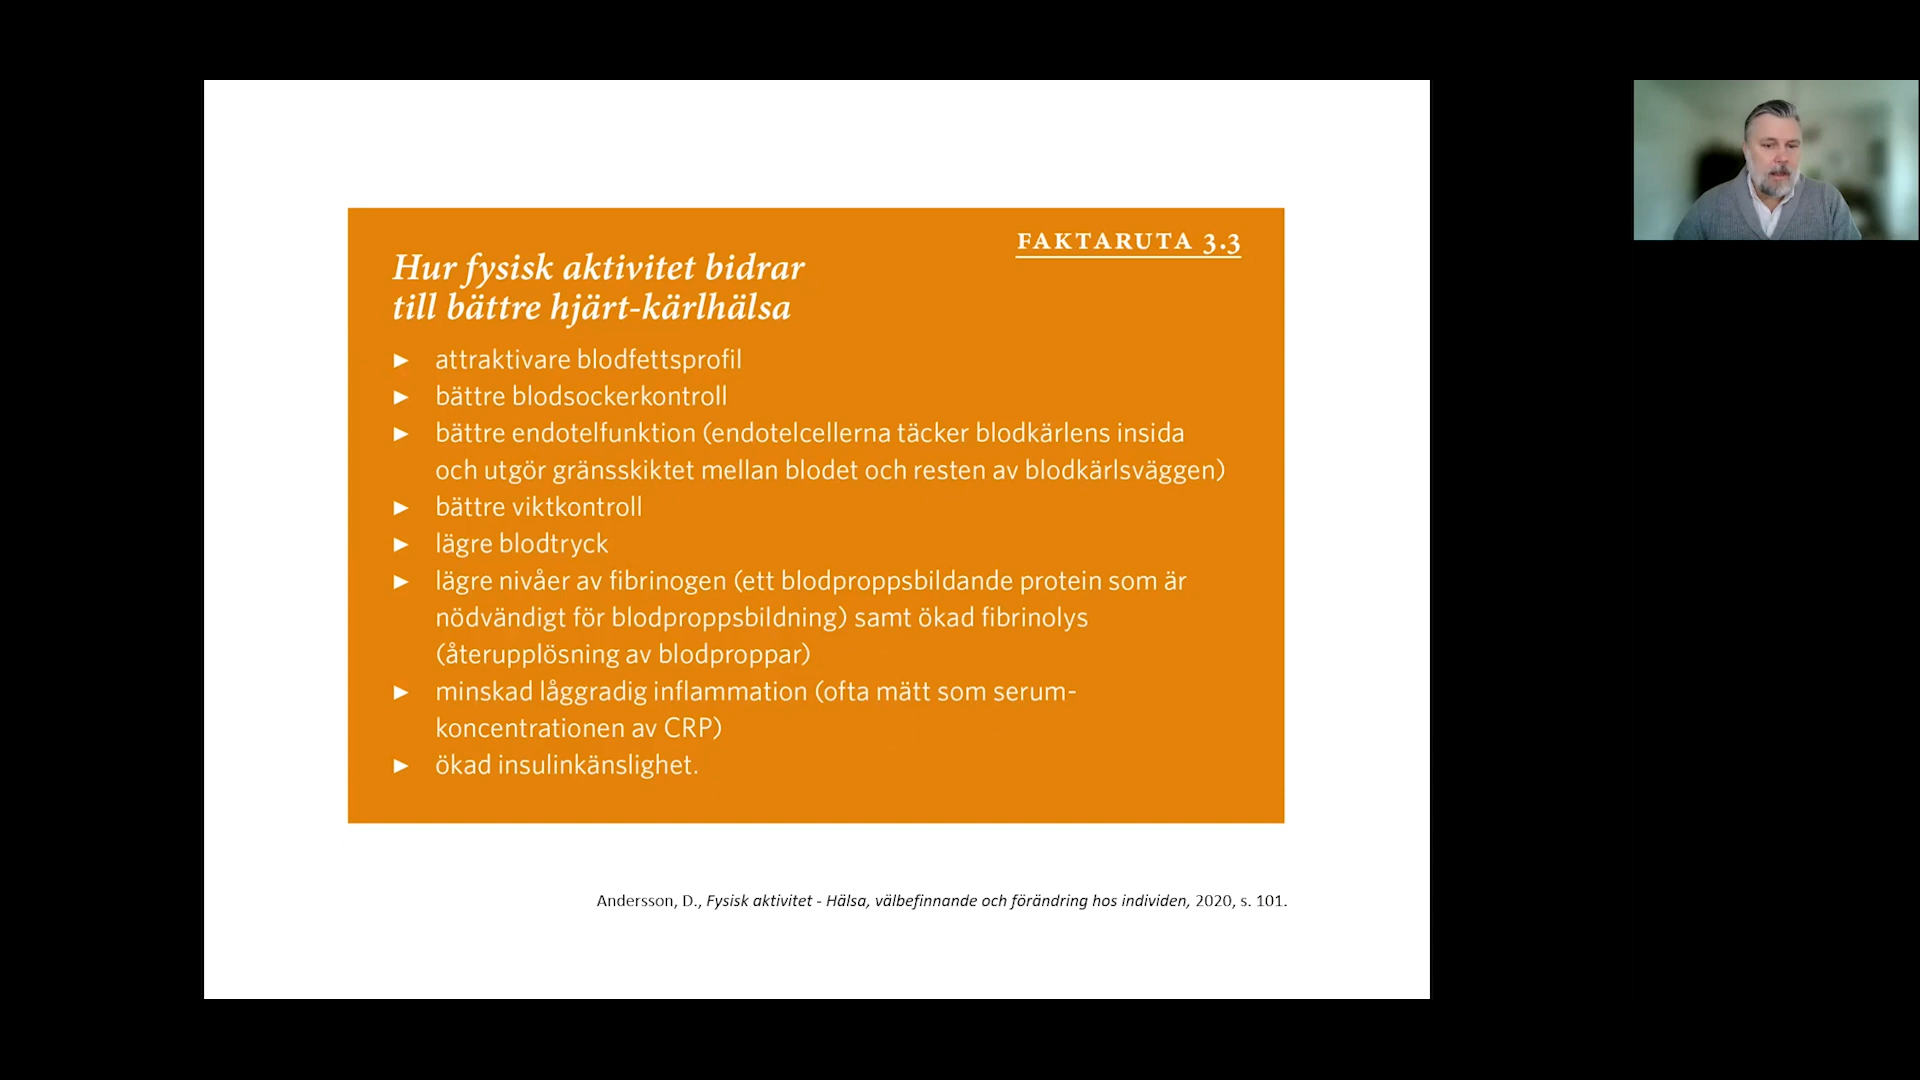 FAKTARUTA 3.3
Hur fysisk aktivitet bidrar
till bättre hjärt-kärlhälsa
► attraktivare blodfettsprofil
► bättre blodsockerkontroll
► bättre endotelfunktion (endotelcellerna täcker blodkärlens insida
och utgör gränsskiktet mellan blodet och resten av blodkärlsväggen)
► bättre viktkontroll
► lägre blodtryck
► lägre nivåer av fibrinogen (ett blodproppsbildande protein som är
nödvändigt för blodproppsbildning) samt ökad fibrinolys
(återupplösning av blodproppar)
► minskad låggradig inflammation (ofta mätt som serum-
koncentrationen av CRP)
► ökad insulinkänslighet.
Andersson, D., Fysisk aktivitet - Hälsa, välbefinnande och förändring hos individen, 2020, s. 101.